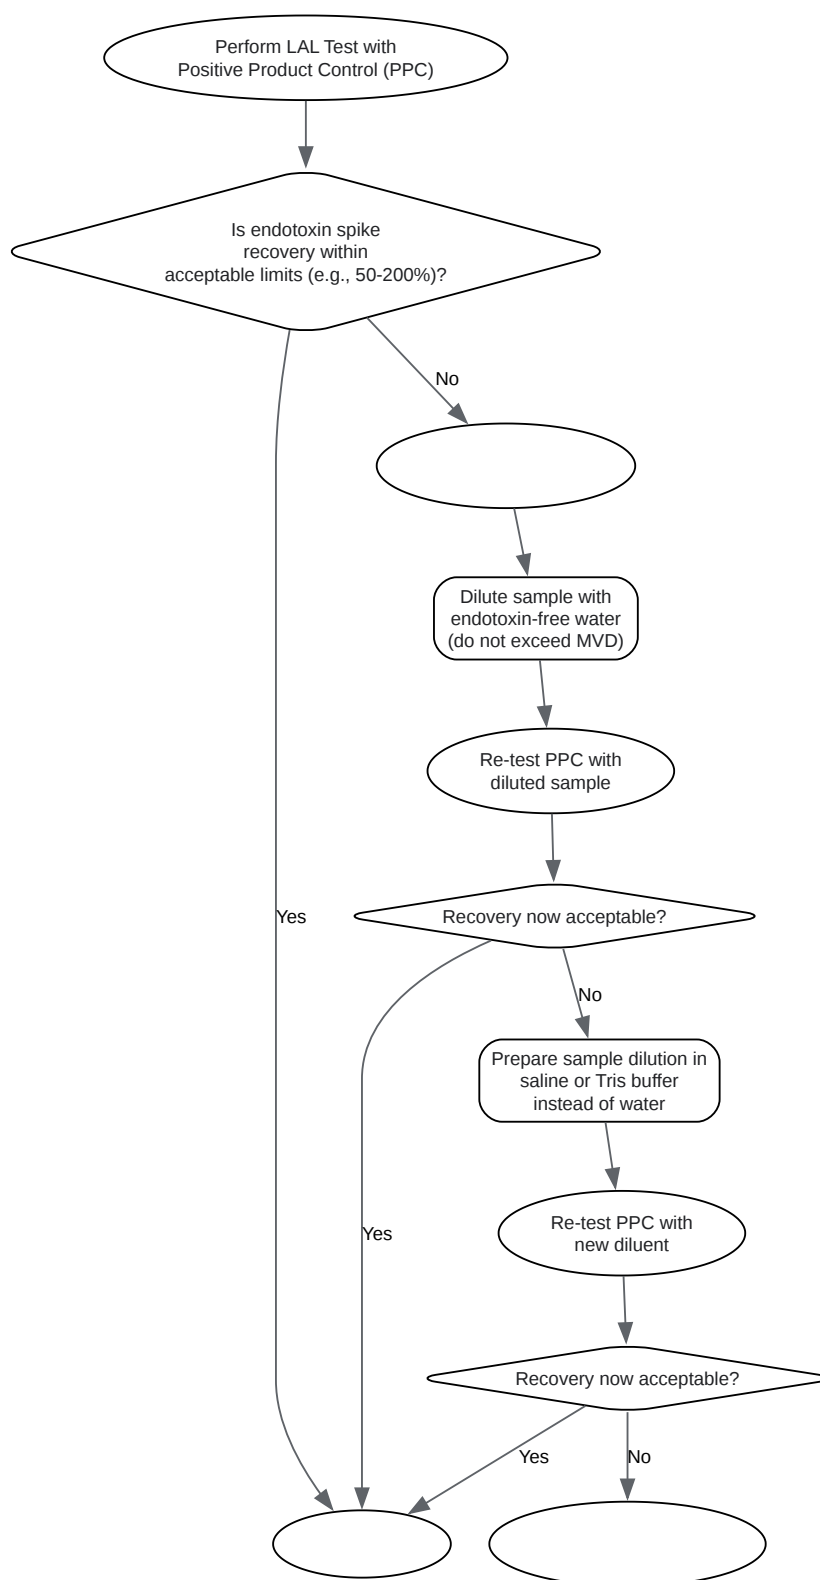 Perform LAL Test with
Positive Product Control (PPC)
Is endotoxin spike
recovery within
acceptable limits (e.g., 50-200%)?
No
Dilute sample with
endotoxin-free water
(do not exceed MVD)
Re-test PPC with
diluted sample
Yes
Recovery now acceptable?
No
Prepare sample dilution in
saline or Tris buffer
instead of water
Yes
Re-test PPC with
new diluent
Recovery now acceptable?
Yes
No